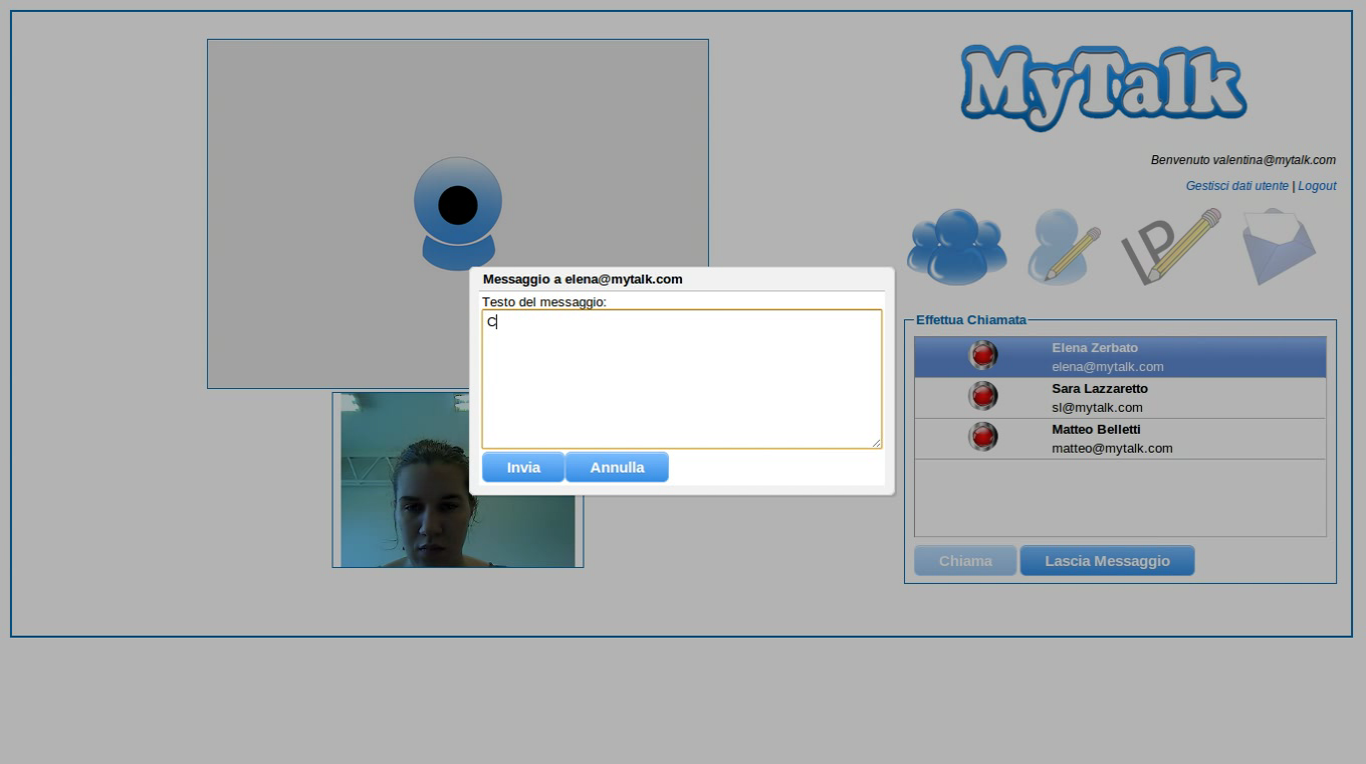 MyTalk
Benvenuto valentina@mytalk.com
Gestisci dati utente | Logout
IP
Messaggio a elena@mytalk.com
Testo del messaggio:
C
Invia Annulla
Effettua Chiamata
Elena Zerbato
elena@mytalk.com
Sara Lazzaretto
sl@mytalk.com
Matteo Belletti
matteo@mytalk.com
Chiama Lascia Messaggio